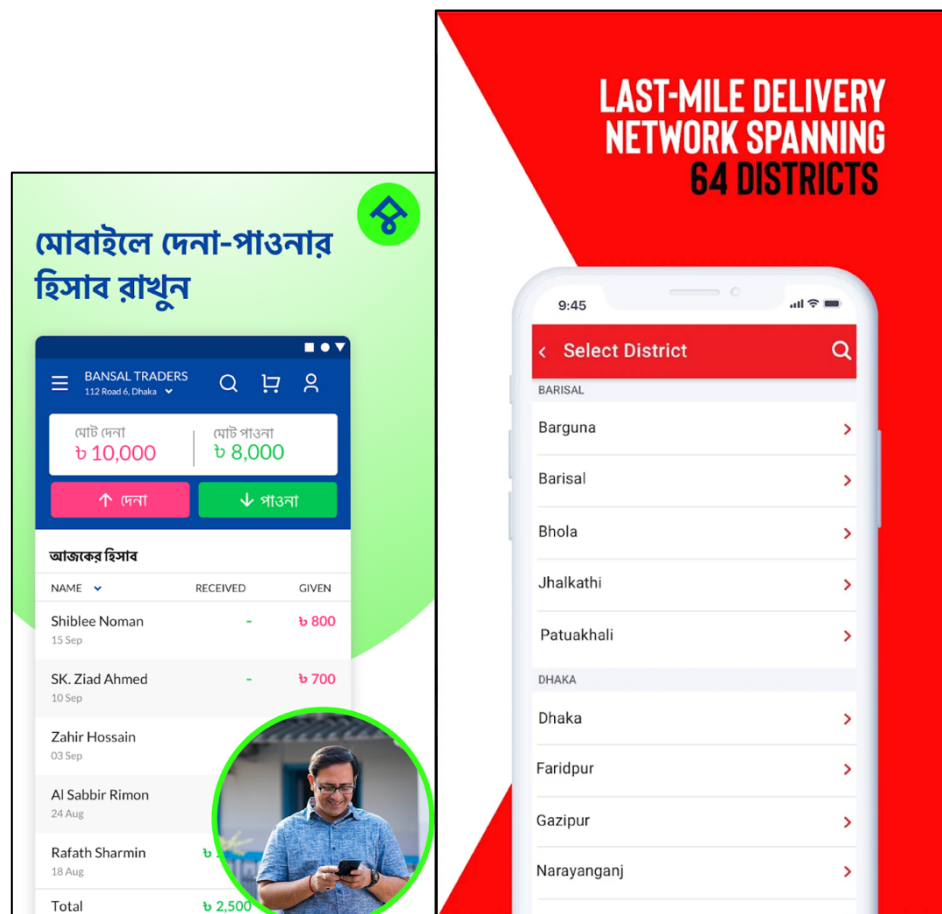 মোবাইলে দেনা-পাওনার
হিসাব রাখুন
BANSAL TRADERS
112 Road 6, Dhaka
মোট দেনা
৳ 10,000
মোট পাওনা
৳ 8,000
দেনা
পাওনা
আজকের হিসাব
NAME RECEIVED GIVEN
Shiblee Noman - ৳ 800
15 Sep
SK. Ziad Ahmed - ৳ 700
10 Sep
Zahir Hossain
03 Sep
Al Sabbir Rimon
24 Aug
Rafath Sharmin ৳
18 Aug
Total ৳ 2,500
LAST-MILE DELIVERY
NETWORK SPANNING
64 DISTRICTS
9:45
Select District
BARISAL
Barguna
Barisal
Bhola
Jhalkathi
Patuakhali
DHAKA
Dhaka
Faridpur
Gazipur
Narayanganj